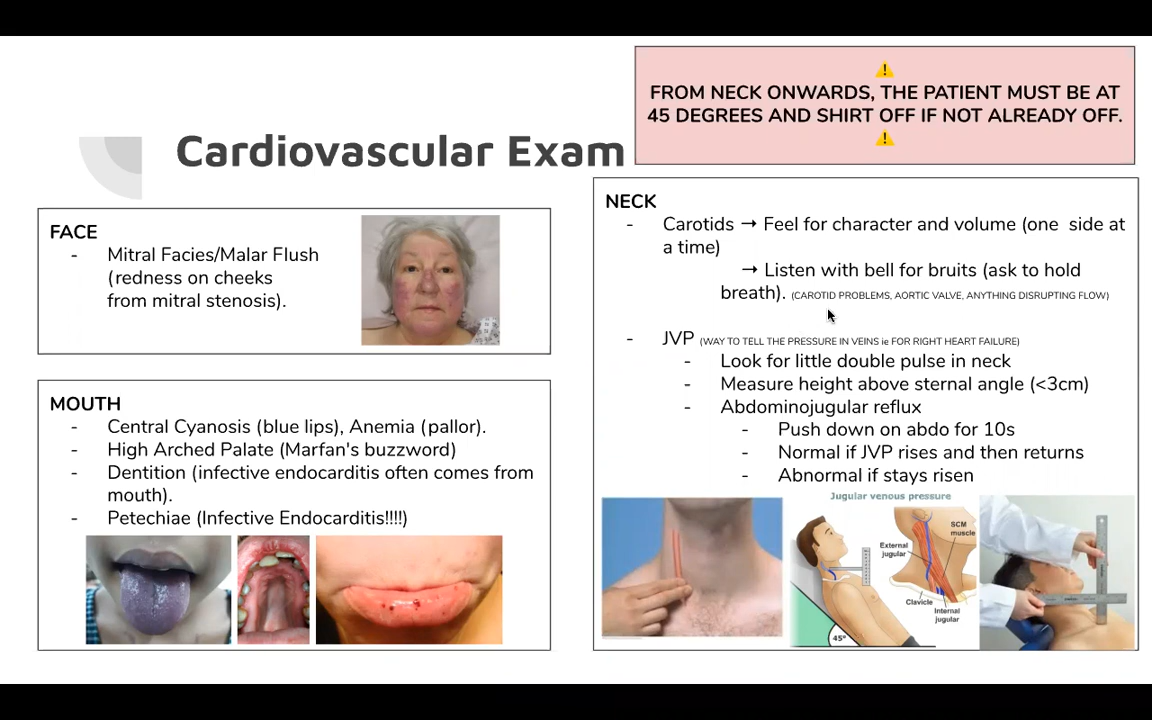 ⚠
FROM NECK ONWARDS, THE PATIENT MUST BE AT
45 DEGREES AND SHIRT OFF IF NOT ALREADY OFF.
⚠
Cardiovascular Exam
FACE
- Mitral Facies/Malar Flush
(redness on cheeks
from mitral stenosis).
MOUTH
- Central Cyanosis (blue lips), Anemia (pallor).
- High Arched Palate (Marfan's buzzword)
- Dentition (infective endocarditis often comes from
mouth).
- Petechiae (Infective Endocarditis!!!!)
NECK
- Carotids → Feel for character and volume (one side at
a time)
→ Listen with bell for bruits (ask to hold
breath). (CAROTID PROBLEMS, AORTIC VALVE, ANYTHING DISRUPTING FLOW)
- JVP (WAY TO TELL THE PRESSURE IN VEINS ie FOR RIGHT HEART FAILURE)
- Look for little double pulse in neck
- Measure height above sternal angle (<3cm)
- Abdominojugular reflux
- Push down on abdo for 10s
- Normal if JVP rises and then returns
- Abnormal if stays risen
Jugular venous pressure
SCM
muscle
External
jugular
Clavicle
Internal
jugular
45°